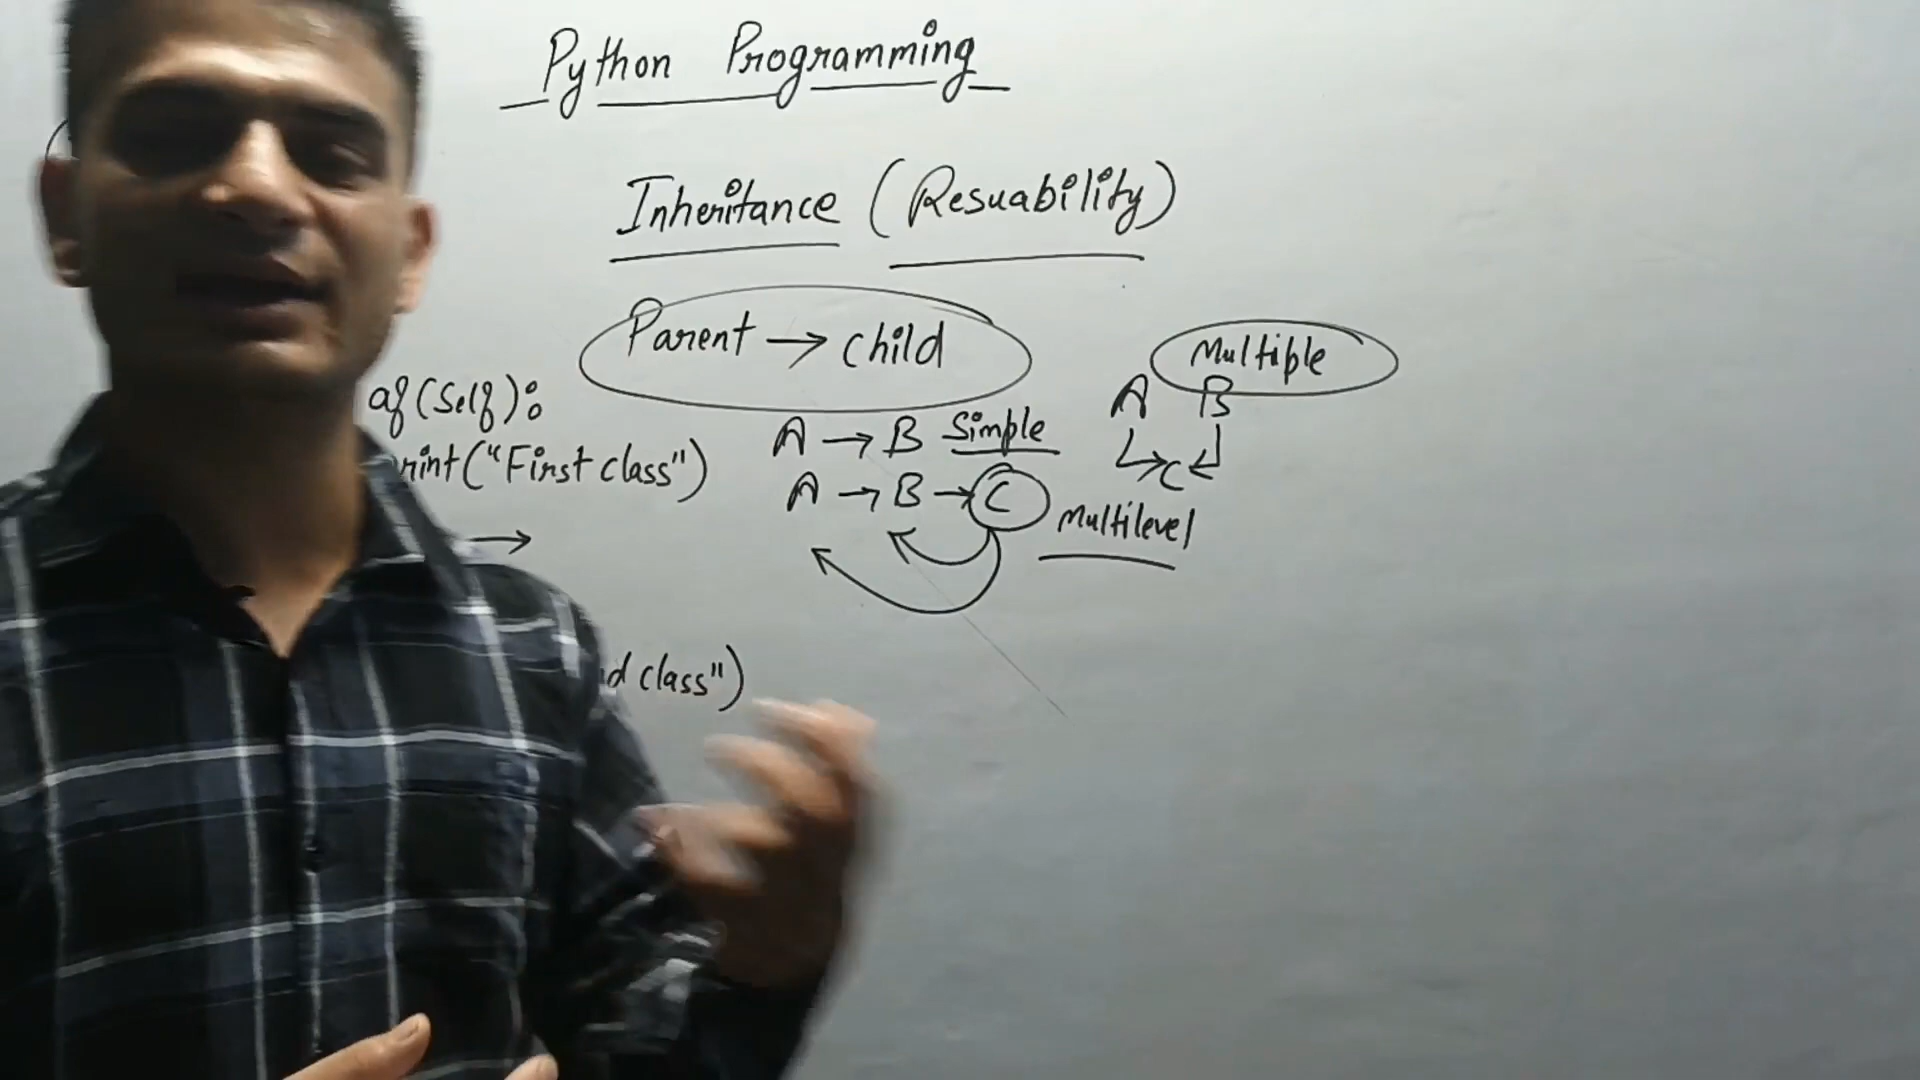 Python Programming
Inheritance (Resuability)
Parent → child
Multiple
A B
af(self):
A → B Simple
C
print("First class")
A → B → C Multilevel
class")